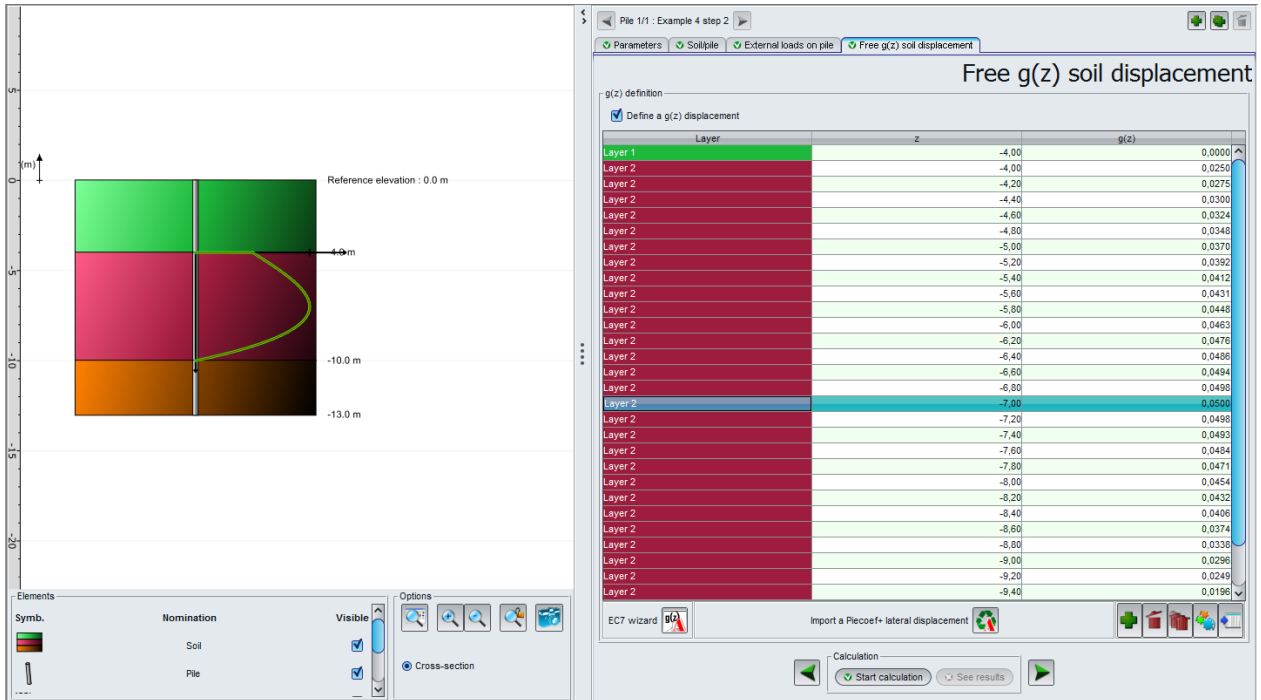 Pile 1/1 : Example 4 step 2
Parameters Soil/pile External loads on pile Free g(z) soil displacement
Free g(z) soil displacement
g(z) definition
Define a g(z) displacement
Layer z g(z)
Layer 1 -4,00 0,0000
Layer 2 -4,00 0,0250
Layer 2 -4,20 0,0275
Layer 2 -4,40 0,0300
Layer 2 -4,60 0,0324
Layer 2 -4,80 0,0348
Layer 2 -5,00 0,0370
Layer 2 -5,20 0,0392
Layer 2 -5,40 0,0412
Layer 2 -5,60 0,0431
Layer 2 -5,80 0,0448
Layer 2 -6,00 0,0463
Layer 2 -6,20 0,0476
Layer 2 -6,40 0,0486
Layer 2 -6,60 0,0494
Layer 2 -6,80 0,0498
Layer 2 -7,00 0,0500
Layer 2 -7,20 0,0498
Layer 2 -7,40 0,0493
Layer 2 -7,60 0,0484
Layer 2 -7,80 0,0471
Layer 2 -8,00 0,0454
Layer 2 -8,20 0,0432
Layer 2 -8,40 0,0406
Layer 2 -8,60 0,0374
Layer 2 -8,80 0,0338
Layer 2 -9,00 0,0296
Layer 2 -9,20 0,0249
Layer 2 -9,40 0,0196
EC7 wizard g(z) Import a Piecoef+ lateral displacement
Calculation
Start calculation See results
5
(m)
0
-5
-10
-15
-20
Reference elevation : 0.0 m
-4.0 m
-10.0 m
-13.0 m
Elements
Symb. Nomination Visible
Soil
Pile
Options
Cross-section